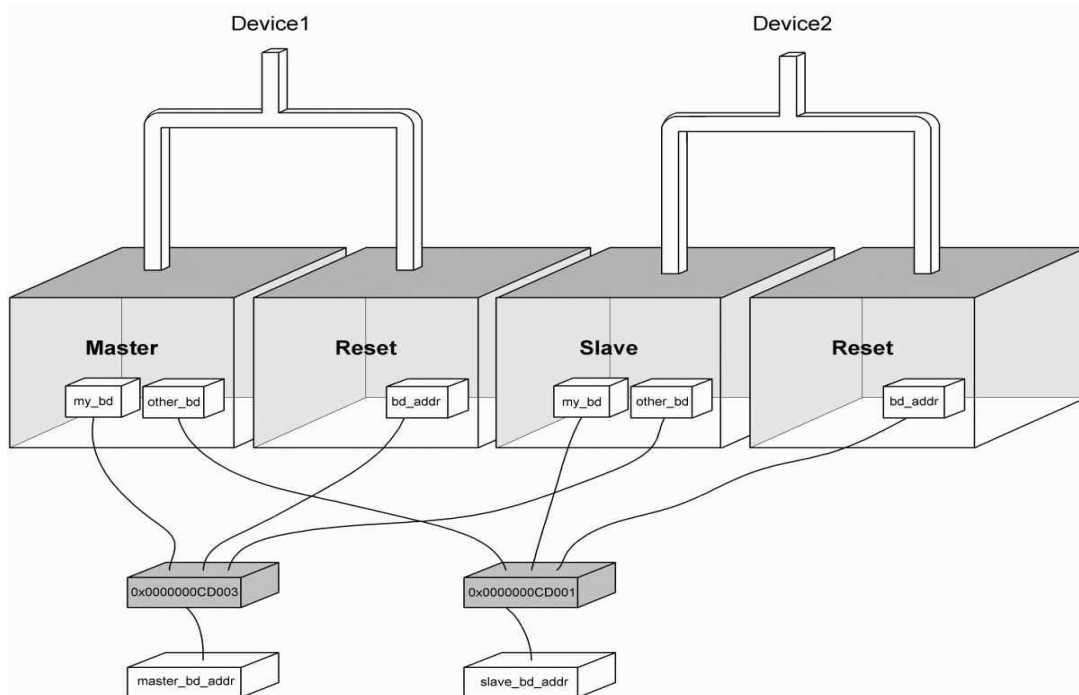 Device1 Device2
Master Reset Slave Reset
my_bd other_bd bd_addr my_bd other_bd bd_addr
0x0000000CD003 0x0000000CD001
master_bd_addr slave_bd_addr